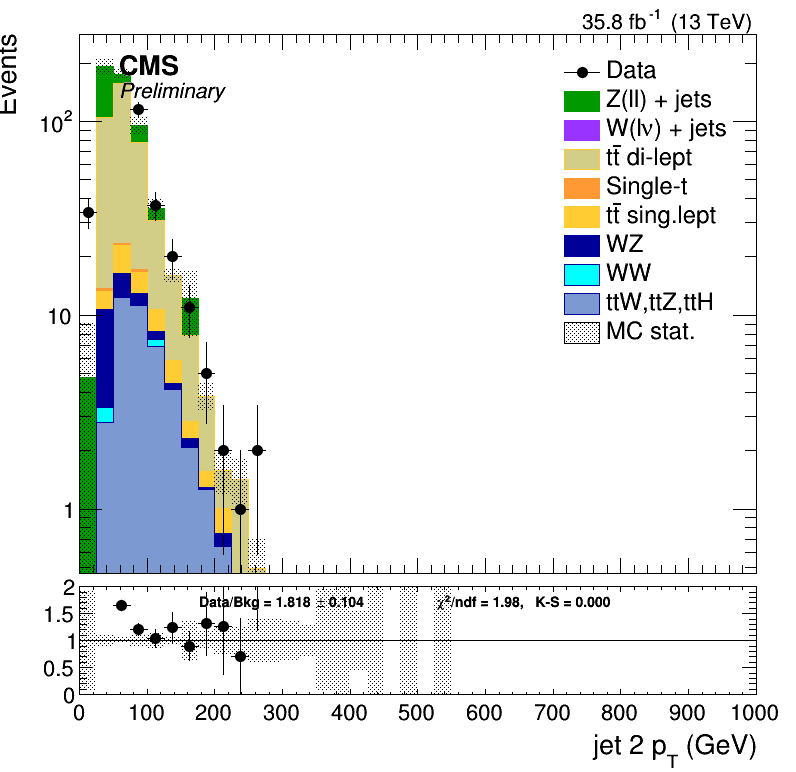 35.8 fb⁻¹ (13 TeV)
Events
CMS
Preliminary
Data
Z(ll) + jets
W(lν) + jets
tt̄ di-lept
Single-t
tt̄ sing.lept
WZ
WW
ttW,ttZ,ttH
MC stat.
10²
10
1
Data/Bkg = 1.818 ± 0.104
χ²/ndf = 1.98, K-S = 0.000
2
1.5
1
0.5
0
0 100 200 300 400 500 600 700 800 900 1000
jet 2 p_T (GeV)